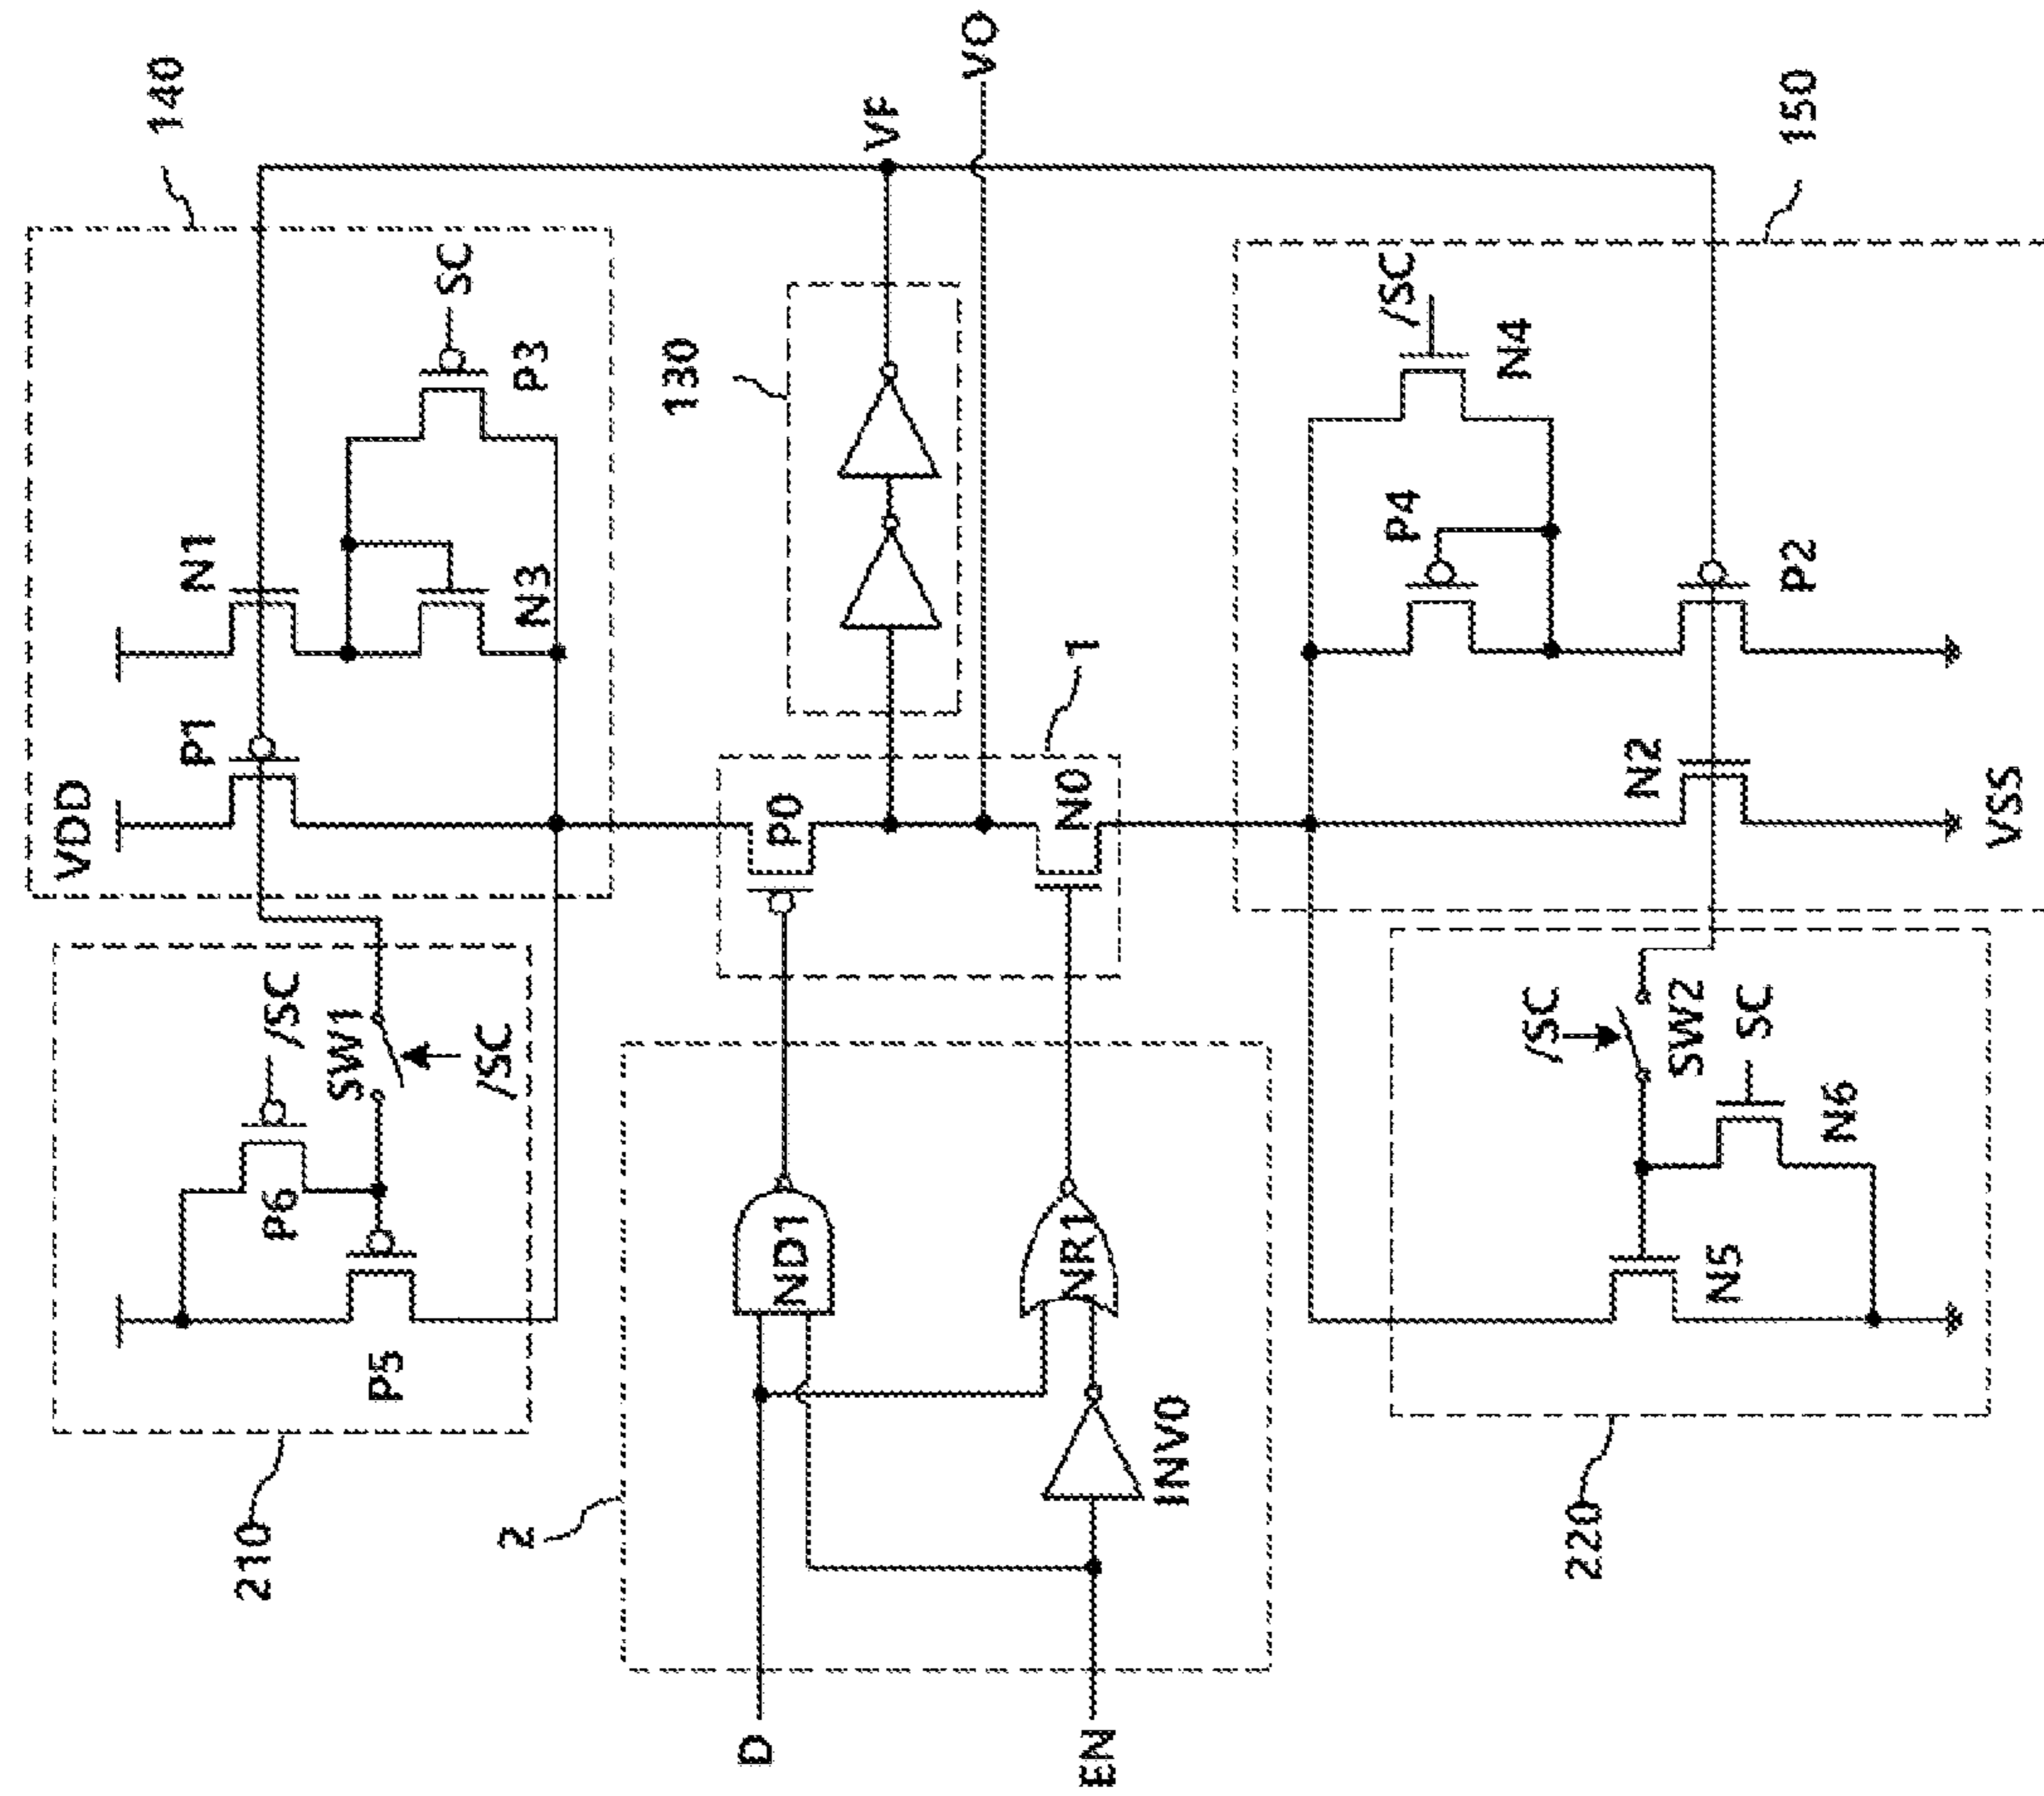 140
VO
VF
150
SC
/SC
N1
P3
130
N4
P4
VDD
P1
N3
1
P2
P0
N0
N2
VSS
/SC
SW1
/SC
/SC
SW2
SC
P6
ND1
NR1
N6
N5
P5
210
2
INV0
220
D
EN